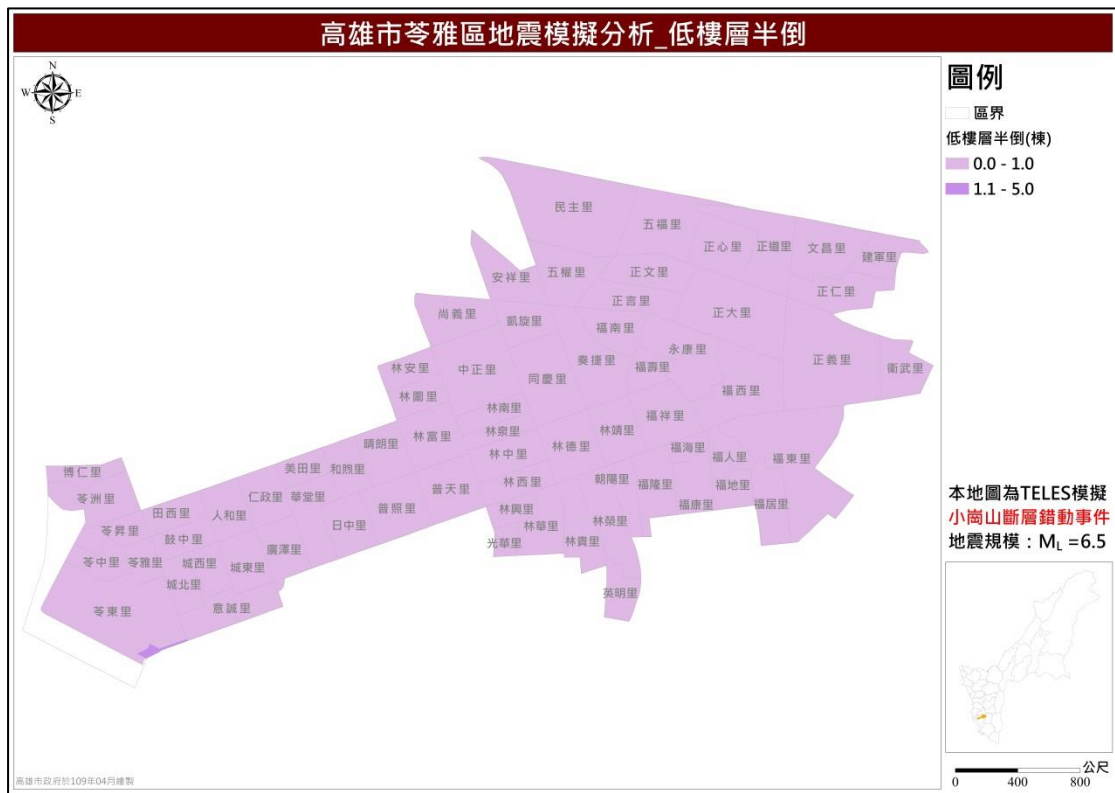 高雄市苓雅區地震模擬分析_低樓層半倒
N
W E
S
圖例
區界
低樓層半倒(棟)
0.0 - 1.0
1.1 - 5.0
民主里
五福里
正心里 正道里 文昌里
建軍里
安祥里 五權里 正文里
正言里 正仁里
尚義里 凱旋里 福南里 正大里
林安里 中正里 同慶里 奏捷里 福壽里 永康里 正義里 衛武里
林圍里 林南里 福西里
晴朗里 林富里 林泉里 林德里 林靖里 福祥里
博仁里 美田里 和煦里 林中里 福海里 福人里 福東里
苓洲里 仁政里 華堂里 普天里 林西里 朝陽里 福隆里 福地里
田西里 人和里 普照里 林興里 福康里 福居里
苓昇里 鼓中里 日中里 林華里 林榮里
苓中里 苓雅里 城西里 城東里 廣澤里 光華里 林貴里
城北里
苓東里 意誠里 英明里
本地圖為TELES模擬
小崗山斷層錯動事件
地震規模：ML =6.5
公尺
0 400 800
高雄市政府於109年04月繪製